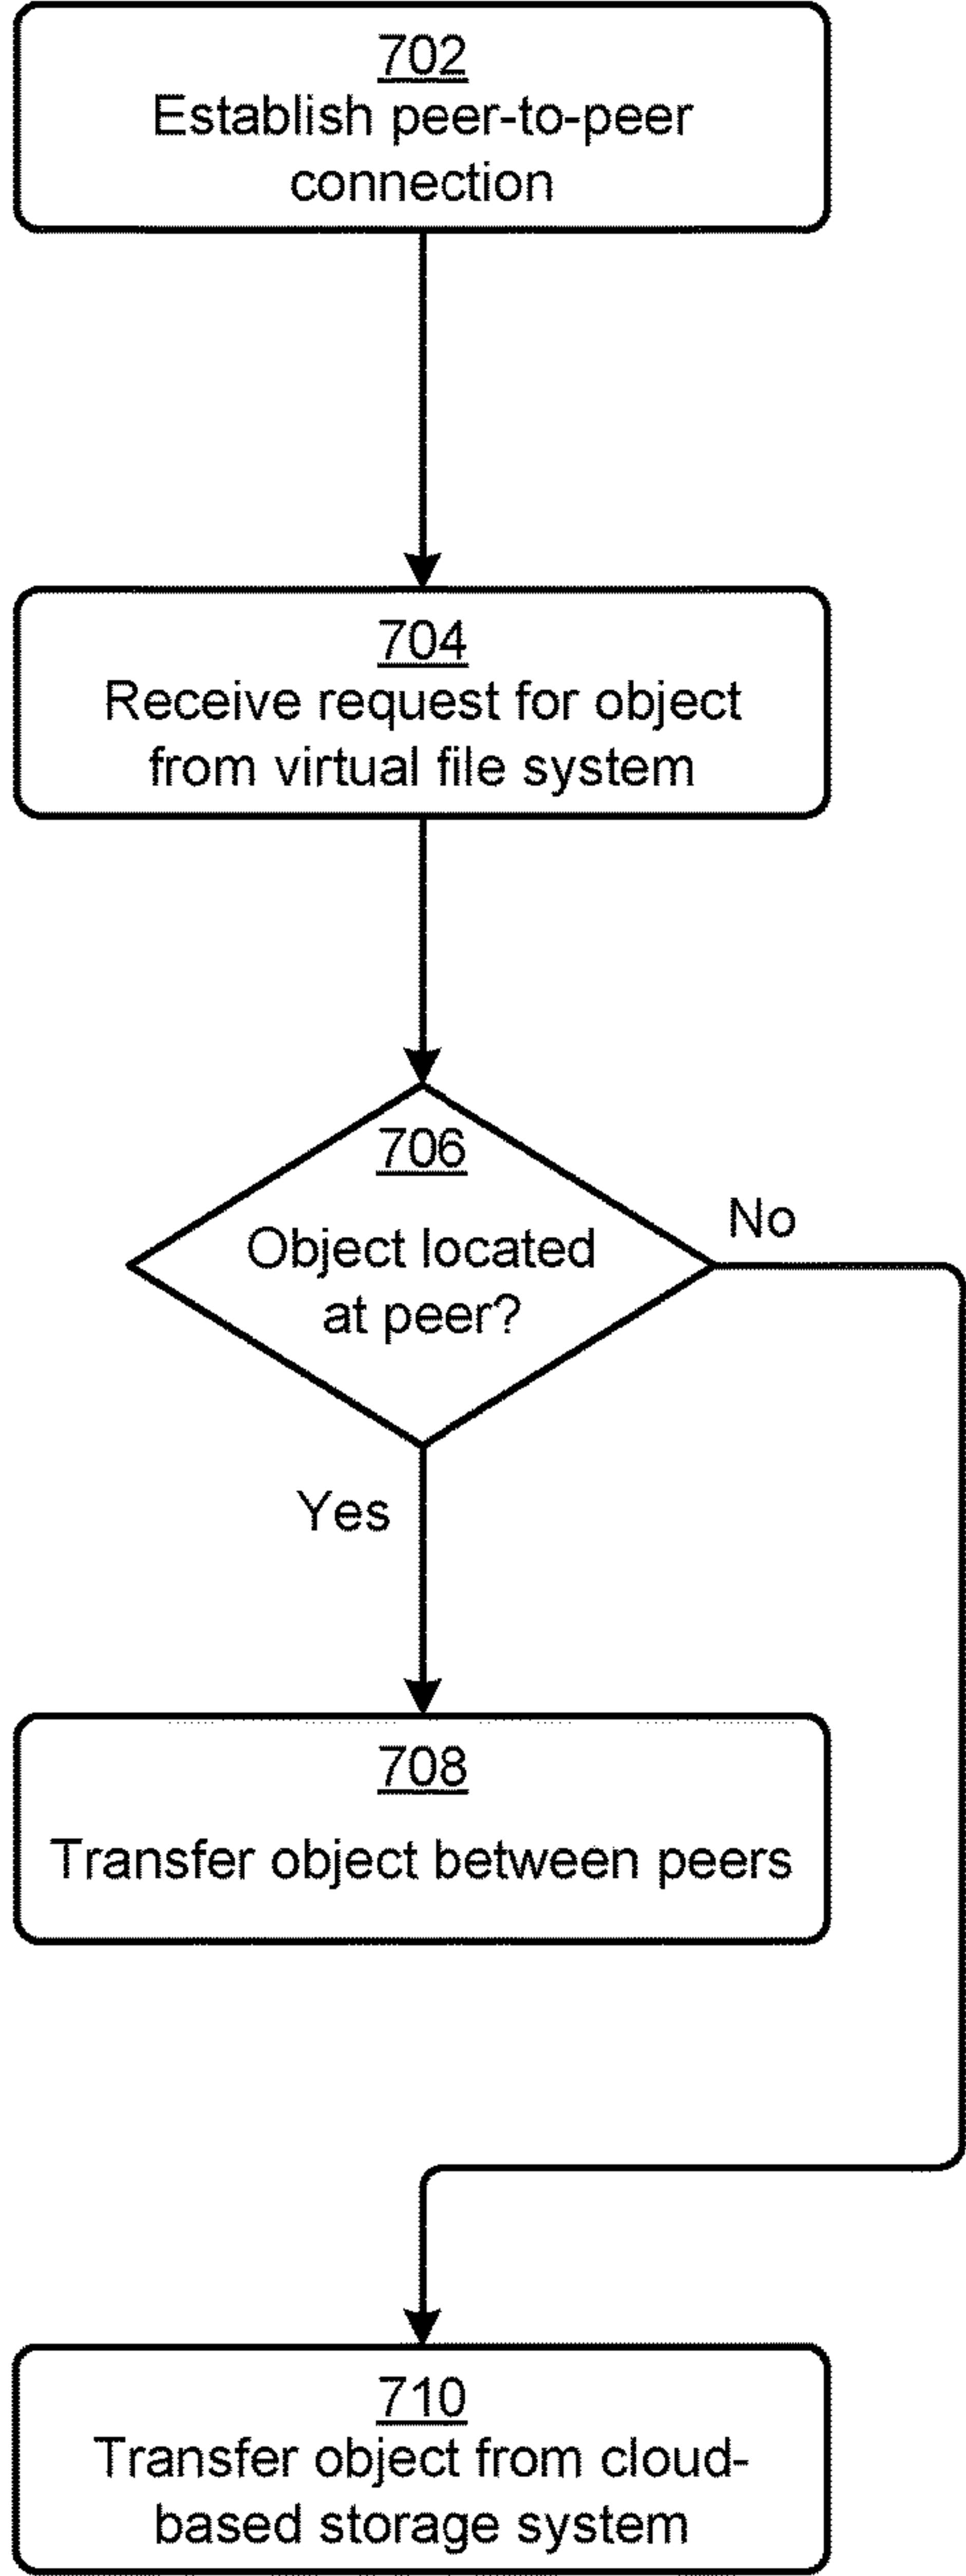 702
Establish peer-to-peer
connection
704
Receive request for object
from virtual file system
706
Object located
at peer?
No
Yes
708
Transfer object between peers
710
Transfer object from cloud-
based storage system